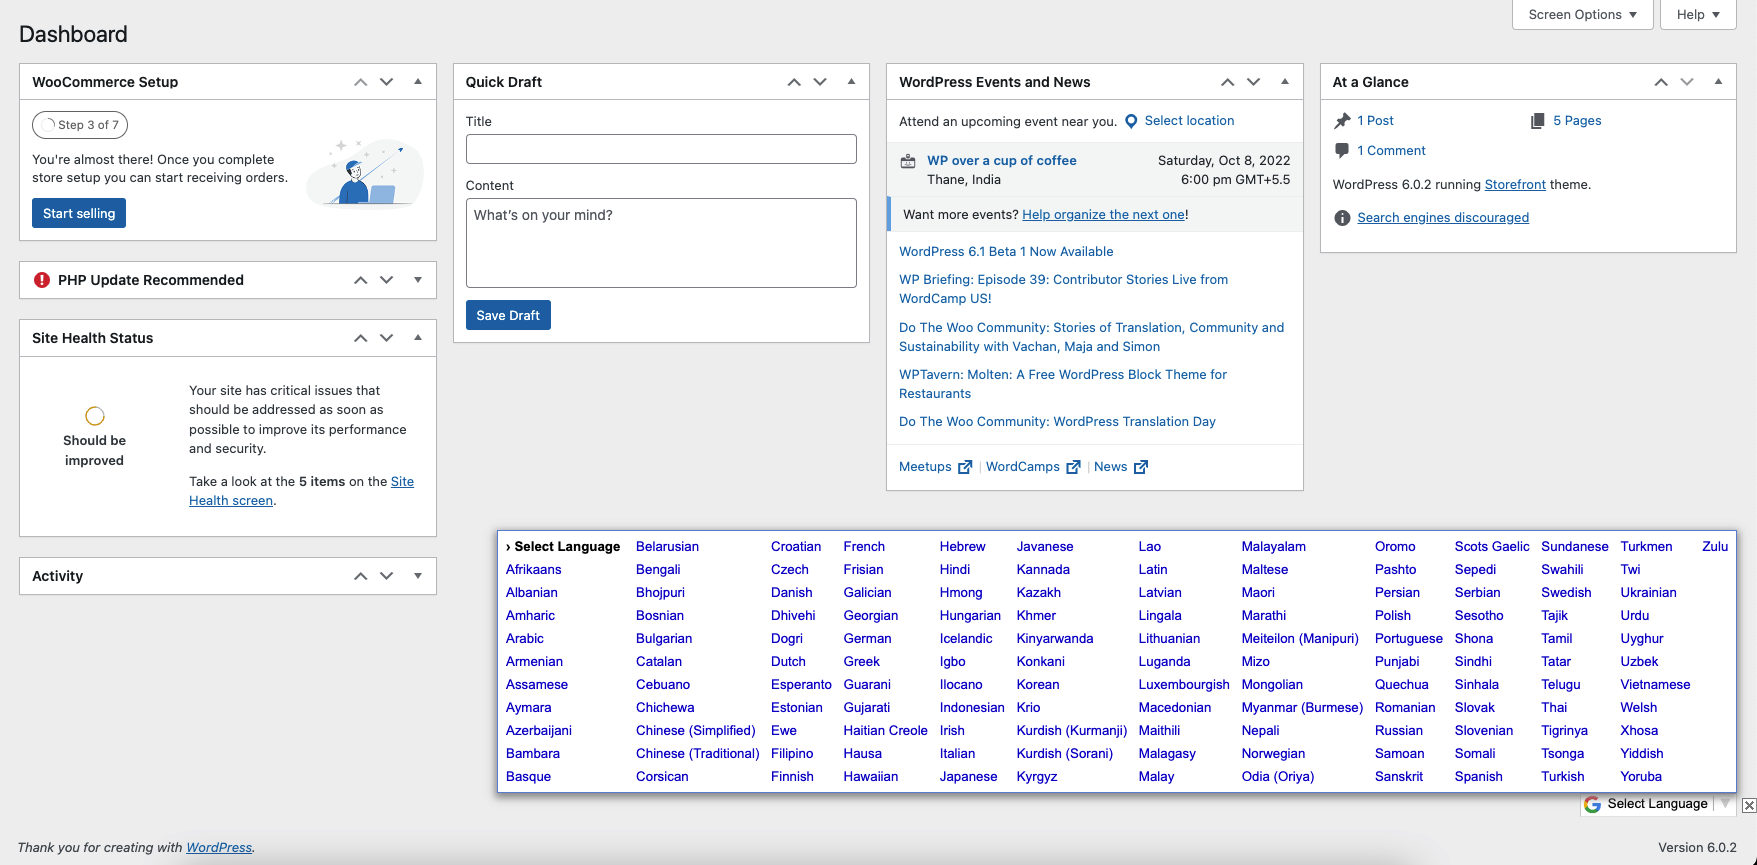 Screen Options
Help
Dashboard
WooCommerce Setup
Step 3 of 7
You're almost there! Once you complete
store setup you can start receiving orders.
Start selling
PHP Update Recommended
Site Health Status
Should be
improved
Your site has critical issues that
should be addressed as soon as
possible to improve its performance
and security.
Take a look at the 5 items on the Site
Health screen.
Activity
Quick Draft
Title
Content
What's on your mind?
Save Draft
WordPress Events and News
Attend an upcoming event near you. Select location
WP over a cup of coffee
Thane, India
Saturday, Oct 8, 2022
6:00 pm GMT+5.5
Want more events? Help organize the next one!
WordPress 6.1 Beta 1 Now Available
WP Briefing: Episode 39: Contributor Stories Live from
WordCamp US!
Do The Woo Community: Stories of Translation, Community and
Sustainability with Vachan, Maja and Simon
WPTavern: Molten: A Free WordPress Block Theme for
Restaurants
Do The Woo Community: WordPress Translation Day
Meetups | WordCamps | News
At a Glance
1 Post
5 Pages
1 Comment
WordPress 6.0.2 running Storefront theme.
Search engines discouraged
› Select Language Belarusian Croatian French Hebrew Javanese Lao Malayalam Oromo Scots Gaelic Sundanese Turkmen Zulu
Afrikaans Bengali Czech Frisian Hindi Kannada Latin Maltese Pashto Sepedi Swahili Twi
Albanian Bhojpuri Danish Galician Hmong Kazakh Latvian Maori Persian Serbian Swedish Ukrainian
Amharic Bosnian Dhivehi Georgian Hungarian Khmer Lingala Marathi Polish Sesotho Tajik Urdu
Arabic Bulgarian Dogri German Icelandic Kinyarwanda Lithuanian Meiteilon (Manipuri) Portuguese Shona Tamil Uyghur
Armenian Catalan Dutch Greek Igbo Konkani Luganda Mizo Punjabi Sindhi Tatar Uzbek
Assamese Cebuano Esperanto Guarani Ilocano Korean Luxembourgish Mongolian Quechua Sinhala Telugu Vietnamese
Aymara Chichewa Estonian Gujarati Indonesian Krio Macedonian Myanmar (Burmese) Romanian Slovak Thai Welsh
Azerbaijani Chinese (Simplified) Ewe Haitian Creole Irish Kurdish (Kurmanji) Maithili Nepali Russian Slovenian Tigrinya Xhosa
Bambara Chinese (Traditional) Filipino Hausa Italian Kurdish (Sorani) Malagasy Norwegian Samoan Somali Tsonga Yiddish
Basque Corsican Finnish Hawaiian Japanese Kyrgyz Malay Odia (Oriya) Sanskrit Spanish Turkish Yoruba
Select Language
Thank you for creating with WordPress.
Version 6.0.2